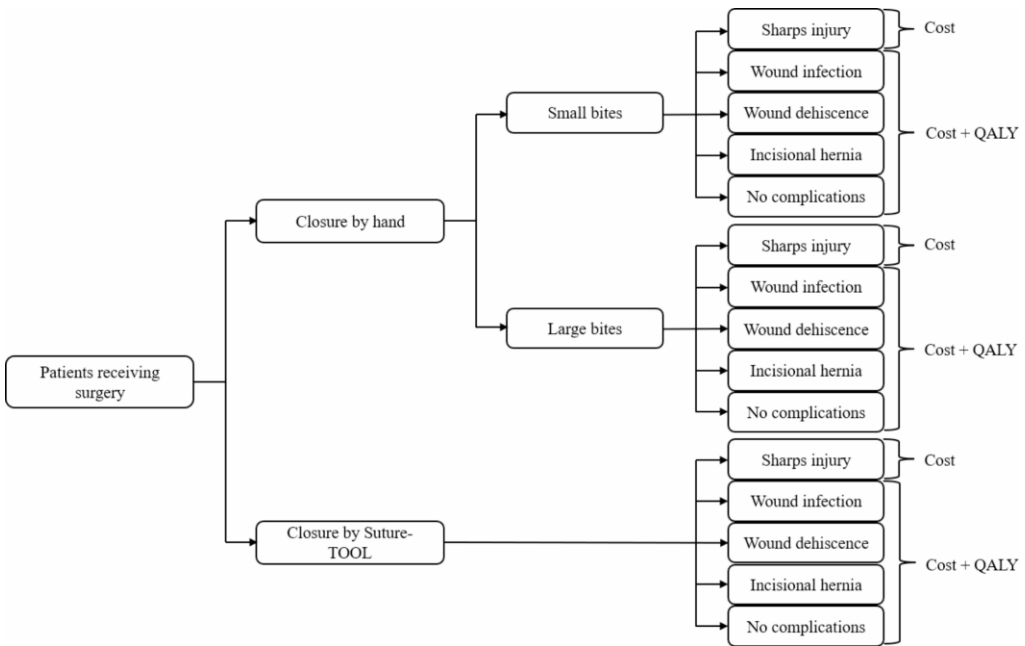 Sharps injury
Cost
Wound infection
Small bites
Wound dehiscence
Cost + QALY
Incisional hernia
No complications
Closure by hand
Sharps injury
Cost
Wound infection
Large bites
Wound dehiscence
Cost + QALY
Incisional hernia
No complications
Patients receiving
surgery
Sharps injury
Cost
Wound infection
Closure by Suture-
TOOL
Wound dehiscence
Cost + QALY
Incisional hernia
No complications